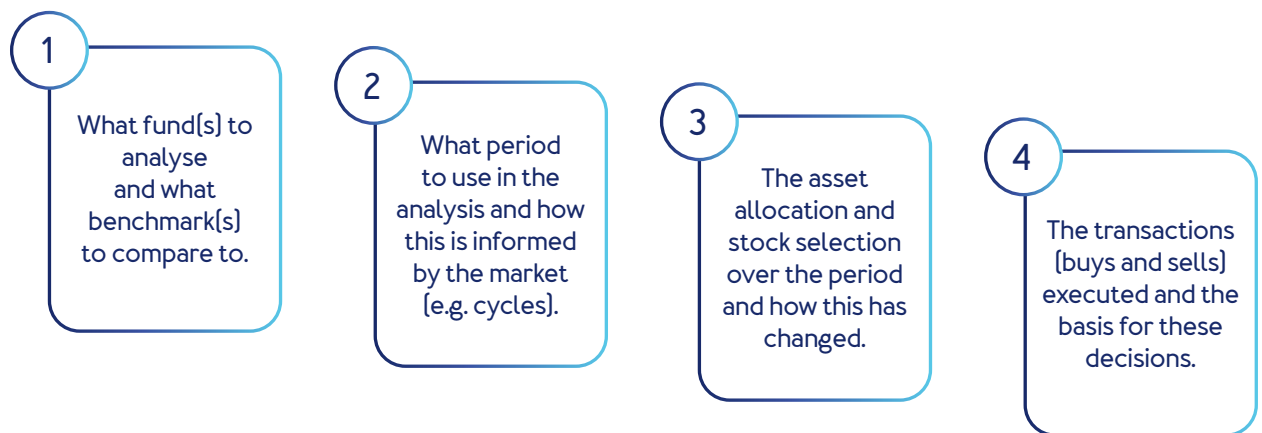 1
What fund(s) to
analyse
and what
benchmark(s)
to compare to.
2
What period
to use in the
analysis and how
this is informed
by the market
(e.g. cycles).
3
The asset
allocation and
stock selection
over the period
and how this has
changed.
4
The transactions
(buys and sells)
executed and the
basis for these
decisions.